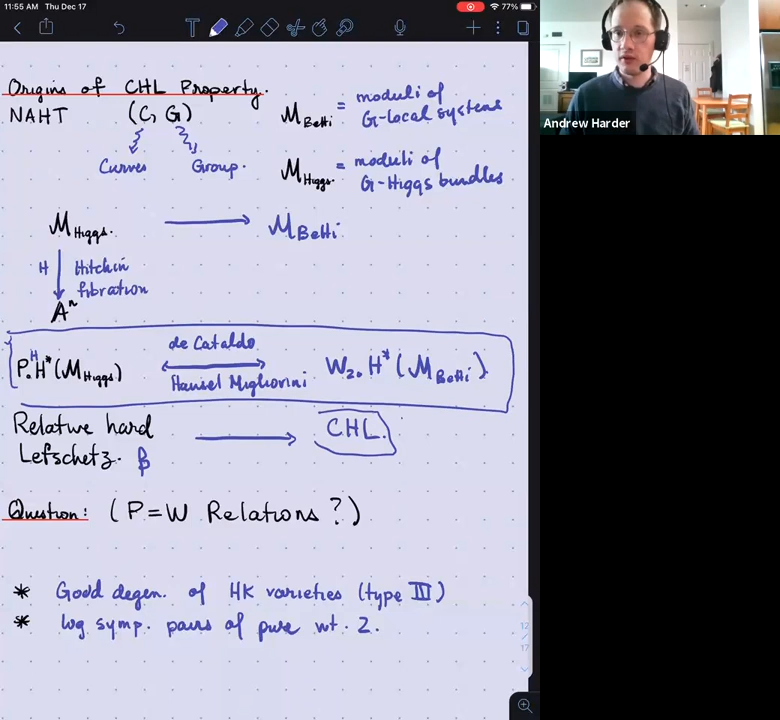 11:55 AM Thu Dec 17
77%
Origins of CHL Property.
NAHT (C, G)
Curves Group.
M_Betti = moduli of
G-local systems
M_Higgs. = moduli of
G-Higgs bundles
M_Higgs. → M_Betti
H ↓ Hitchin
fibration
A^n
P.^H H*(M_Higgs) ↔ W_2. H*(M_Betti).
de Cataldo
Hausel Migliorini
Relative hard → CHL.
Lefschetz. β
Question: (P=W Relations?)
* Good degen. of HK varieties (type III)
* log symp. pairs of pure wt. 2.
12
17
Andrew Harder